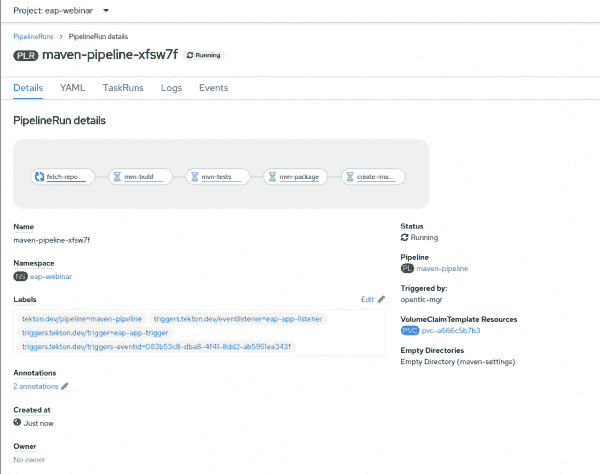 Project: eap-webinar
PipelineRuns > PipelineRun details
PLR maven-pipeline-xfsw7f Running
Details YAML TaskRuns Logs Events
PipelineRun details
fetch-repo mvn-build mvn-tests mvn-package create-ima...
Name
maven-pipeline-xfsw7f
Namespace
NS eap-webinar
Labels Edit
tekton.dev/pipeline=maven-pipeline triggers.tekton.dev/eventlistener=eap-app-listener
triggers.tekton.dev/trigger=eap-app-trigger
triggers.tekton.dev/triggers-eventid=083b53c8-dba8-4f41-8dd2-ab5951ea343f
Annotations
2 annotations
Created at
Just now
Owner
No owner
Status
Running
Pipeline
PL maven-pipeline
Triggered by:
opentlc-mgr
VolumeClaimTemplate Resources
PVC pvc-a666c5b7b3
Empty Directories
Empty Directory (maven-settings)